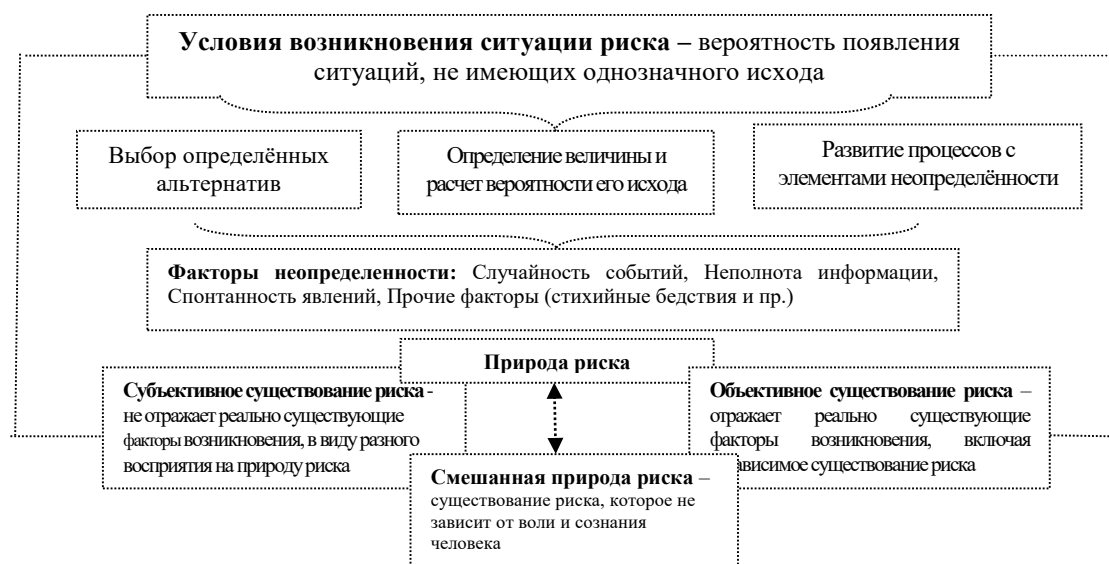 Условия возникновения ситуации риска – вероятность появления
ситуаций, не имеющих однозначного исхода
Выбор определённых
альтернатив
Определение величины и
расчет вероятности его исхода
Развитие процессов с
элементами неопределённости
Факторы неопределенности: Случайность событий, Неполнота информации,
Спонтанность явлений, Прочие факторы (стихийные бедствия и пр.)
Природа риска
Субъективное существование риска -
не отражает реально существующие
факторы возникновения, в виду разного
восприятия на природу риска
Объективное существование риска –
отражает реально существующие
факторы возникновения, включая
существование риска
Смешанная природа риска –
существование риска, которое не
зависит от воли и сознания
человека